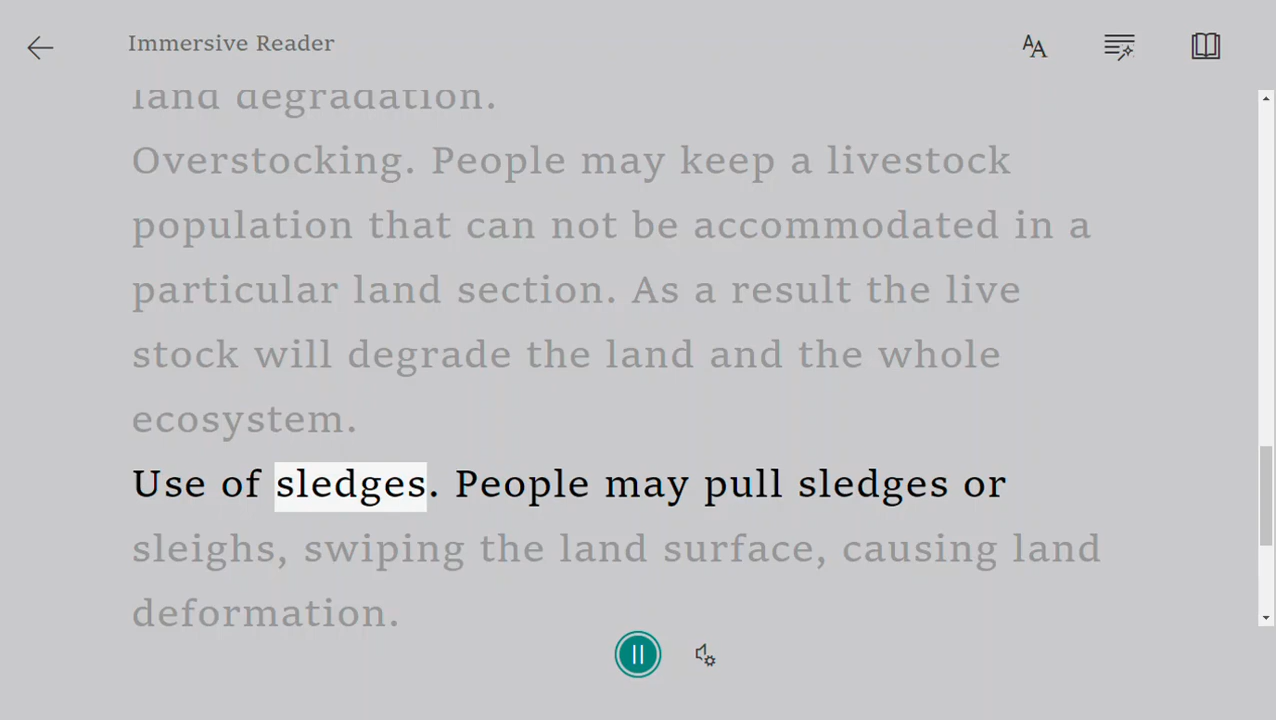 Immersive Reader
land degradation.
Overstocking. People may keep a livestock
population that can not be accommodated in a
particular land section. As a result the live
stock will degrade the land and the whole
ecosystem.
Use of sledges. People may pull sledges or
sleighs, swiping the land surface, causing land
deformation.